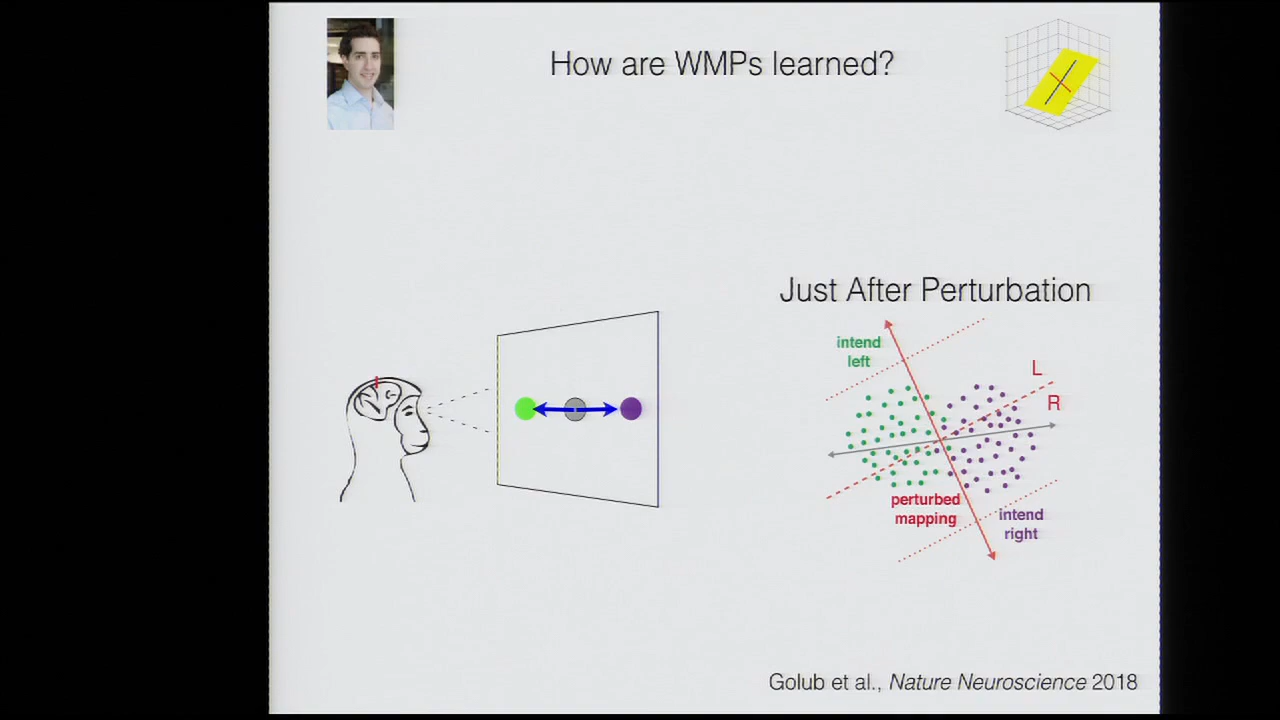 How are WMPs learned?
Just After Perturbation
intend
left
L
R
perturbed
mapping
intend
right
Golub et al., Nature Neuroscience 2018